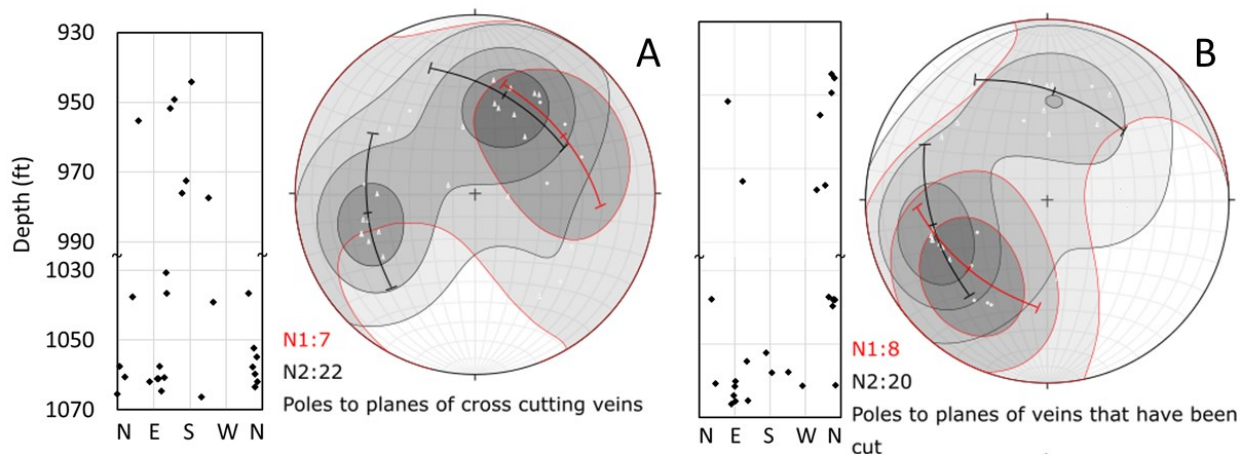 930
950
970
990
1030
1050
1070
Depth (ft)
~ ~
N E S W N
A
N1:7
N2:22
Poles to planes of cross cutting veins
~ ~
N E S W N
B
N1:8
N2:20
Poles to planes of veins that have been
cut